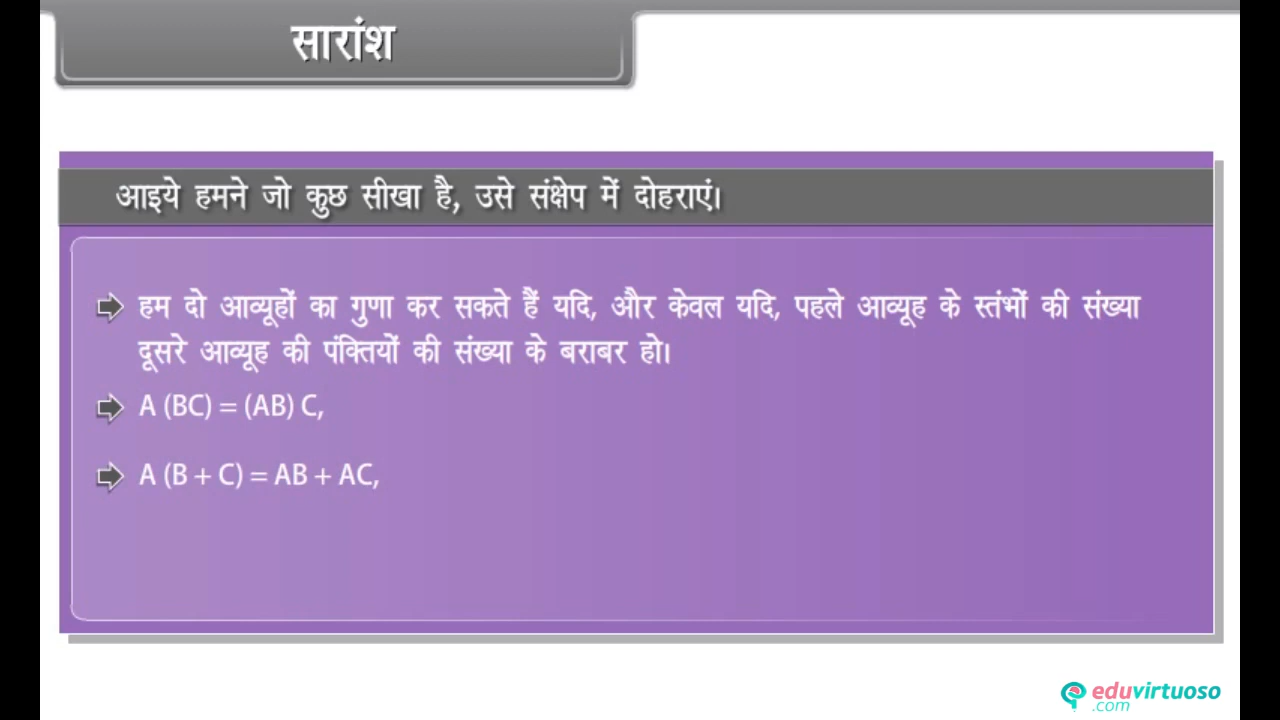 सारांश
आइये हमने जो कुछ सीखा है, उसे संक्षेप में दोहराएं।
हम दो आव्यूहों का गुणा कर सकते हैं यदि, और केवल यदि, पहले आव्यूह के स्तंभों की संख्या
दूसरे आव्यूह की पंक्तियों की संख्या के बराबर हो।
A (BC) = (AB) C,
A (B + C) = AB + AC,
eduvirtuoso
.com